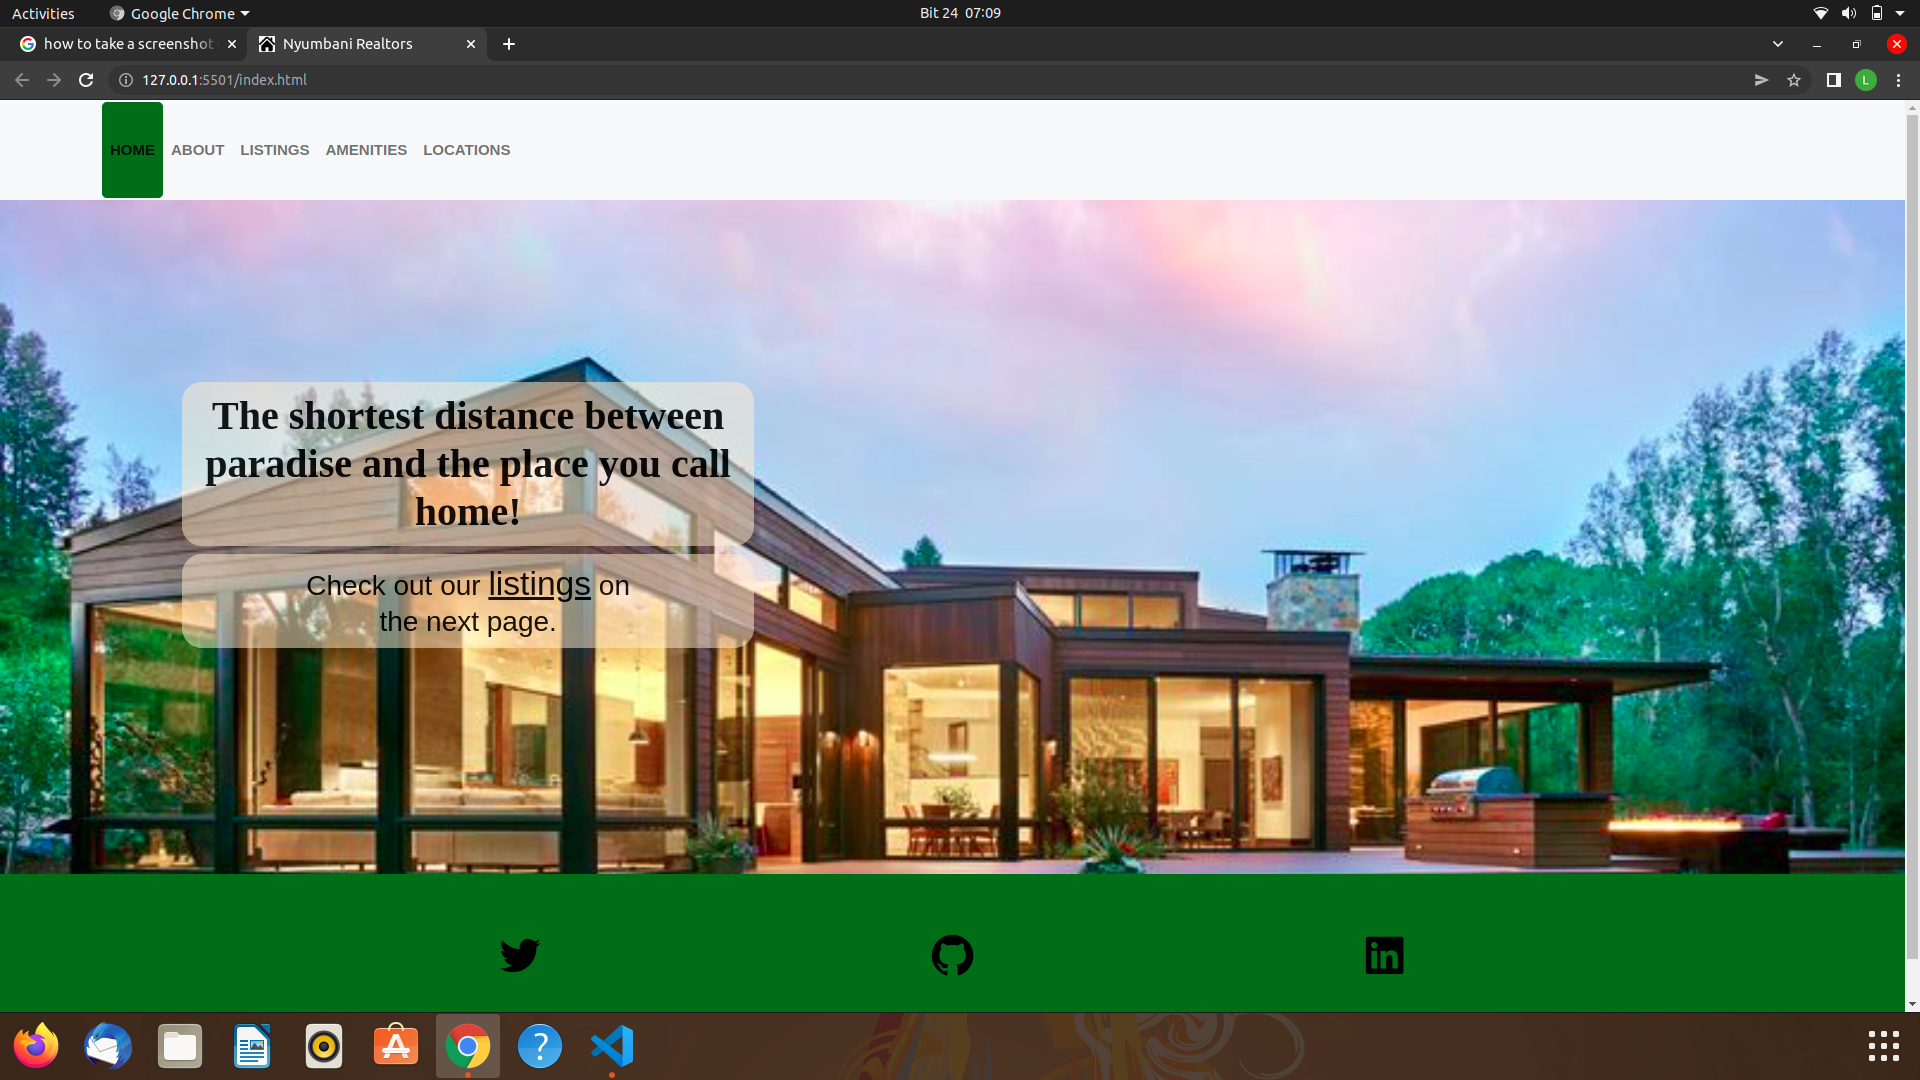 Activities
Google Chrome
Bit 24 07:09
how to take a screenshot
Nyumbani Realtors
127.0.0.1:5501/index.html
L
HOME ABOUT LISTINGS AMENITIES LOCATIONS
The shortest distance between
paradise and the place you call
home!
Check out our listings on
the next page.
in
?